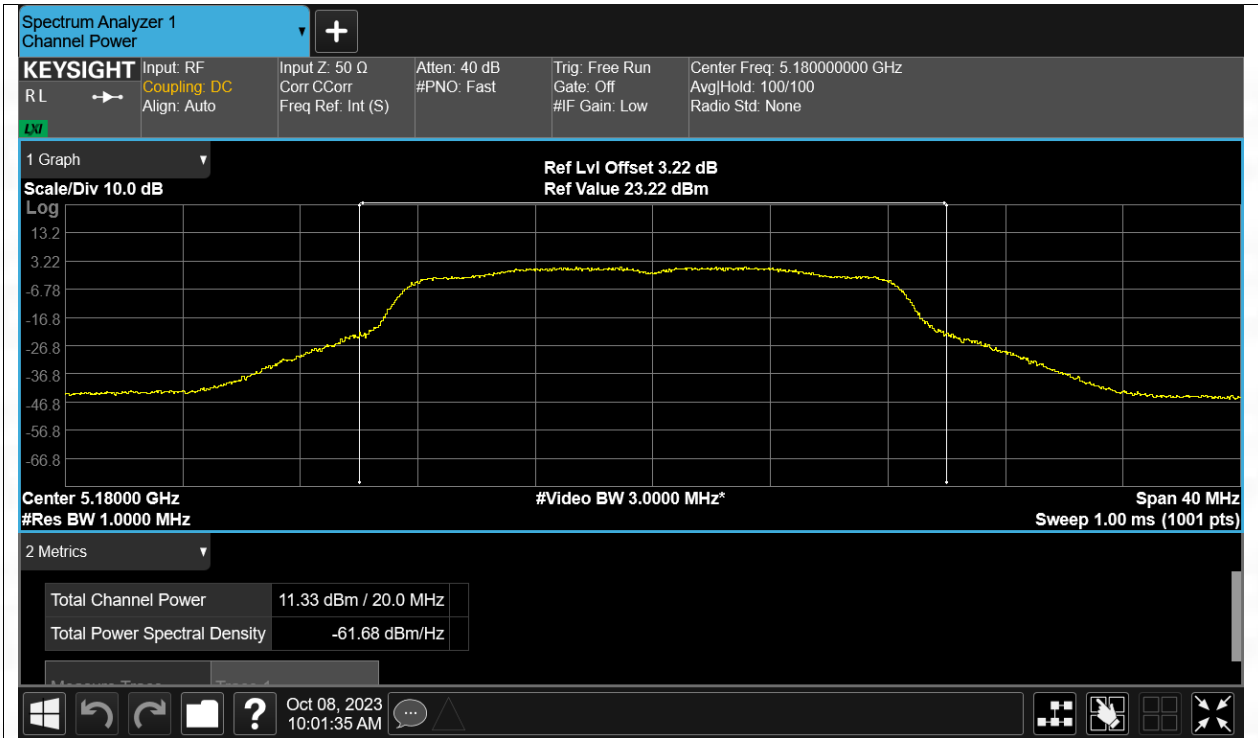 Spectrum Analyzer 1
Channel Power
KEYSIGHT
R L
LXI
Input: RF
Coupling: DC
Align: Auto
Input Z: 50 Ω
Corr CCorr
Freq Ref: Int (S)
Atten: 40 dB
#PNO: Fast
Trig: Free Run
Gate: Off
#IF Gain: Low
Center Freq: 5.180000000 GHz
Avg|Hold: 100/100
Radio Std: None
1 Graph
Scale/Div 10.0 dB
Ref Lvl Offset 3.22 dB
Ref Value 23.22 dBm
Log
13.2
3.22
-6.78
-16.8
-26.8
-36.8
-46.8
-56.8
-66.8
Center 5.18000 GHz
#Res BW 1.0000 MHz
#Video BW 3.0000 MHz*
Span 40 MHz
Sweep 1.00 ms (1001 pts)
2 Metrics
Total Channel Power 11.33 dBm / 20.0 MHz
Total Power Spectral Density -61.68 dBm/Hz
Measure Trace Trace 1
?
Oct 08, 2023
10:01:35 AM